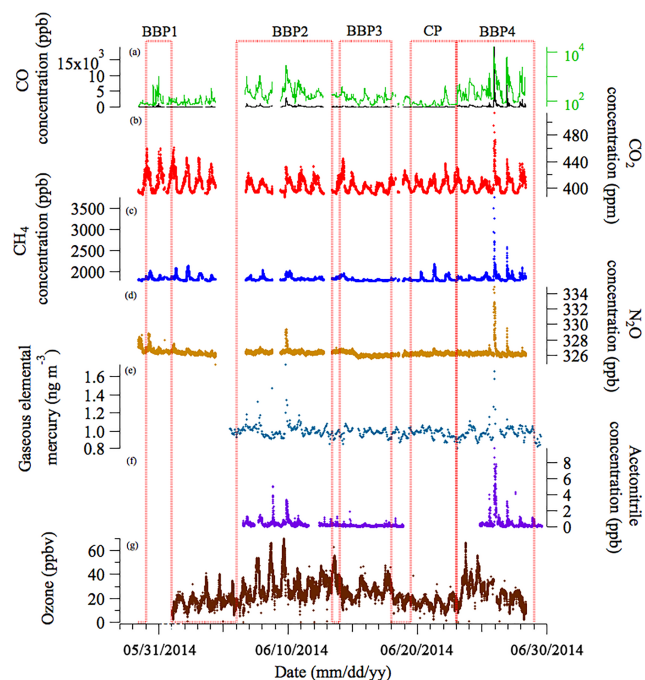 BBP1 BBP2 BBP3 CP BBP4
CO
concentration (ppb)
15x10³
10
5
0
(a)
10⁴
10²
(b)
CO₂
concentration (ppm)
480
440
400
CH₄
concentration (ppb)
3500
3000
2500
2000
(c)
(d)
N₂O
concentration (ppb)
334
330
328
326
Gaseous elemental
mercury (ng m⁻³)
1.6
1.2
1.0
0.8
(e)
(f)
Acetonitrile
concentration (ppb)
8
6
4
2
0
Ozone (ppbv)
60
40
20
0
(g)
05/31/2014 06/10/2014 06/20/2014 06/30/2014
Date (mm/dd/yy)